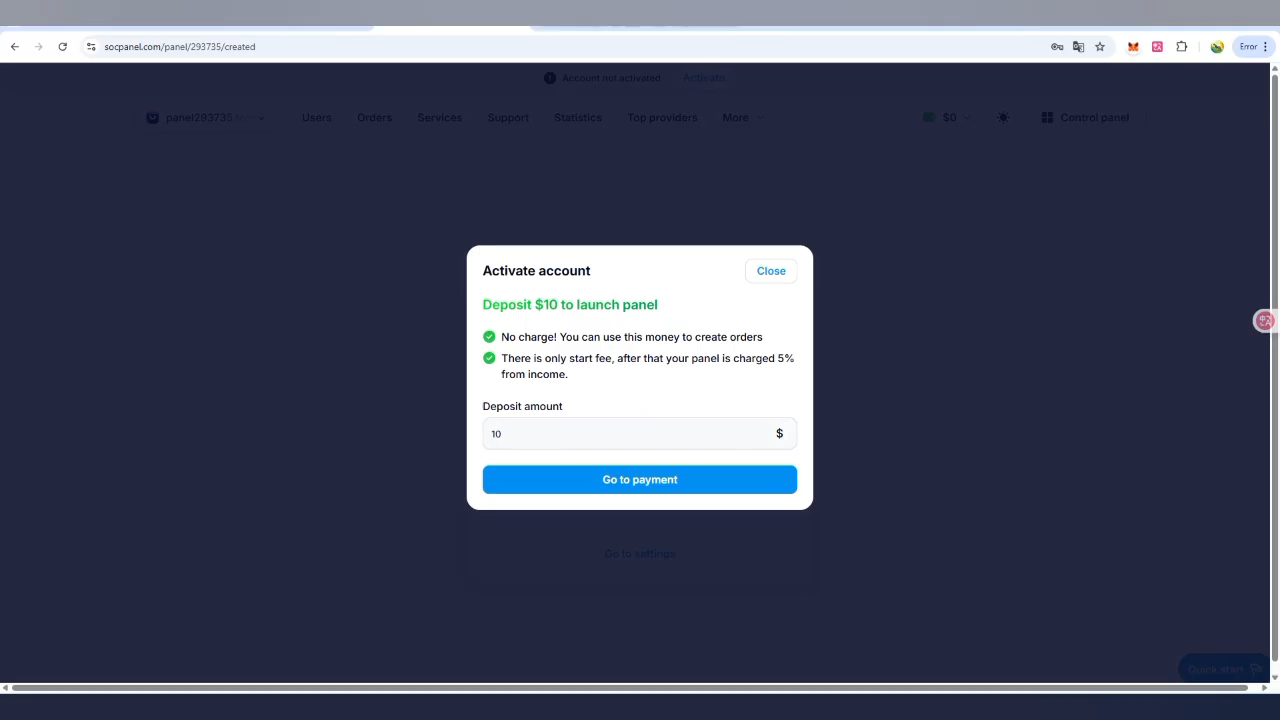 socpanel.com/panel/293735/created
Error
Account not activated Activate
panel293735. Users Orders Services Support Statistics Top providers More $0 Control panel
Activate account Close
Deposit $10 to launch panel
No charge! You can use this money to create orders
There is only start fee, after that your panel is charged 5%
from income.
Deposit amount
10 $
Go to payment
Go to settings
Quick start